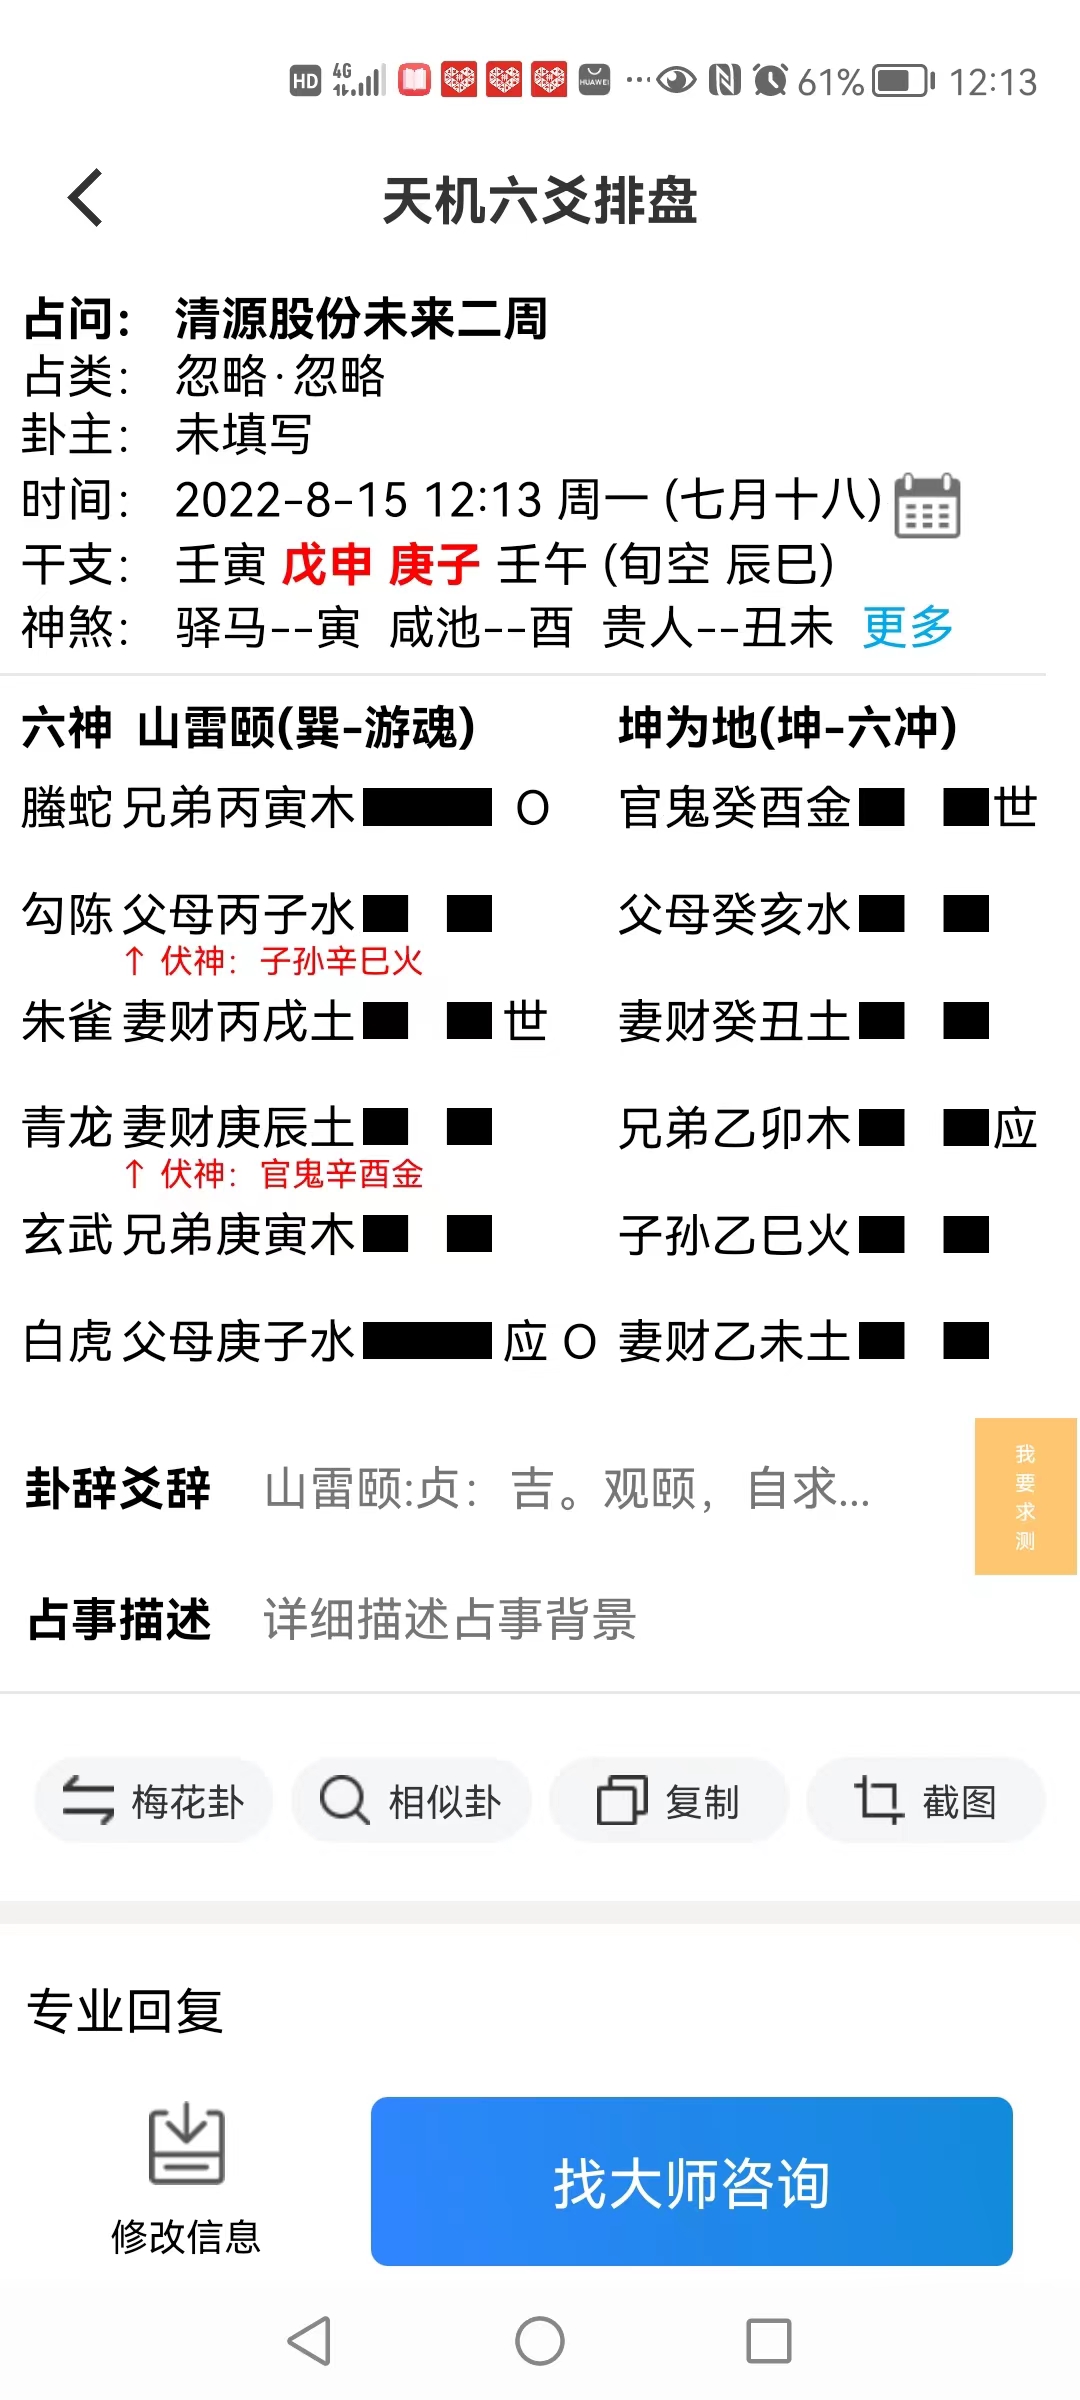 HD 4G HUAWEI ... 61% 12:13
天机六爻排盘
占问： 清源股份未来二周
占类： 忽略·忽略
卦主： 未填写
时间： 2022-8-15 12:13 周一 (七月十八)
干支： 壬寅 戊申 庚子 壬午 (旬空 辰巳)
神煞： 驿马--寅 咸池--酉 贵人--丑未 更多
六神 山雷颐(巽-游魂) 坤为地(坤-六冲)
螣蛇 兄弟丙寅木 O 官鬼癸酉金 世
勾陈 父母丙子水 父母癸亥水
↑ 伏神：子孙辛巳火
朱雀 妻财丙戌土 世 妻财癸丑土
青龙 妻财庚辰土 兄弟乙卯木 应
↑ 伏神：官鬼辛酉金
玄武 兄弟庚寅木 子孙乙巳火
白虎 父母庚子水 应 O 妻财乙未土
卦辞爻辞 山雷颐:贞：吉。观颐，自求...
我要求测
占事描述 详细描述占事背景
梅花卦 相似卦 复制 截图
专业回复
修改信息 找大师咨询